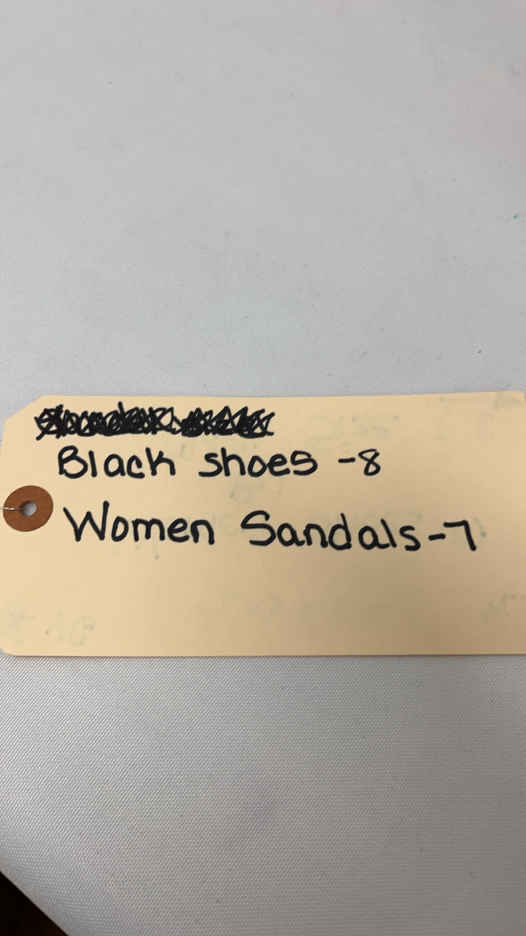 Black shoes -8
Women Sandals-7